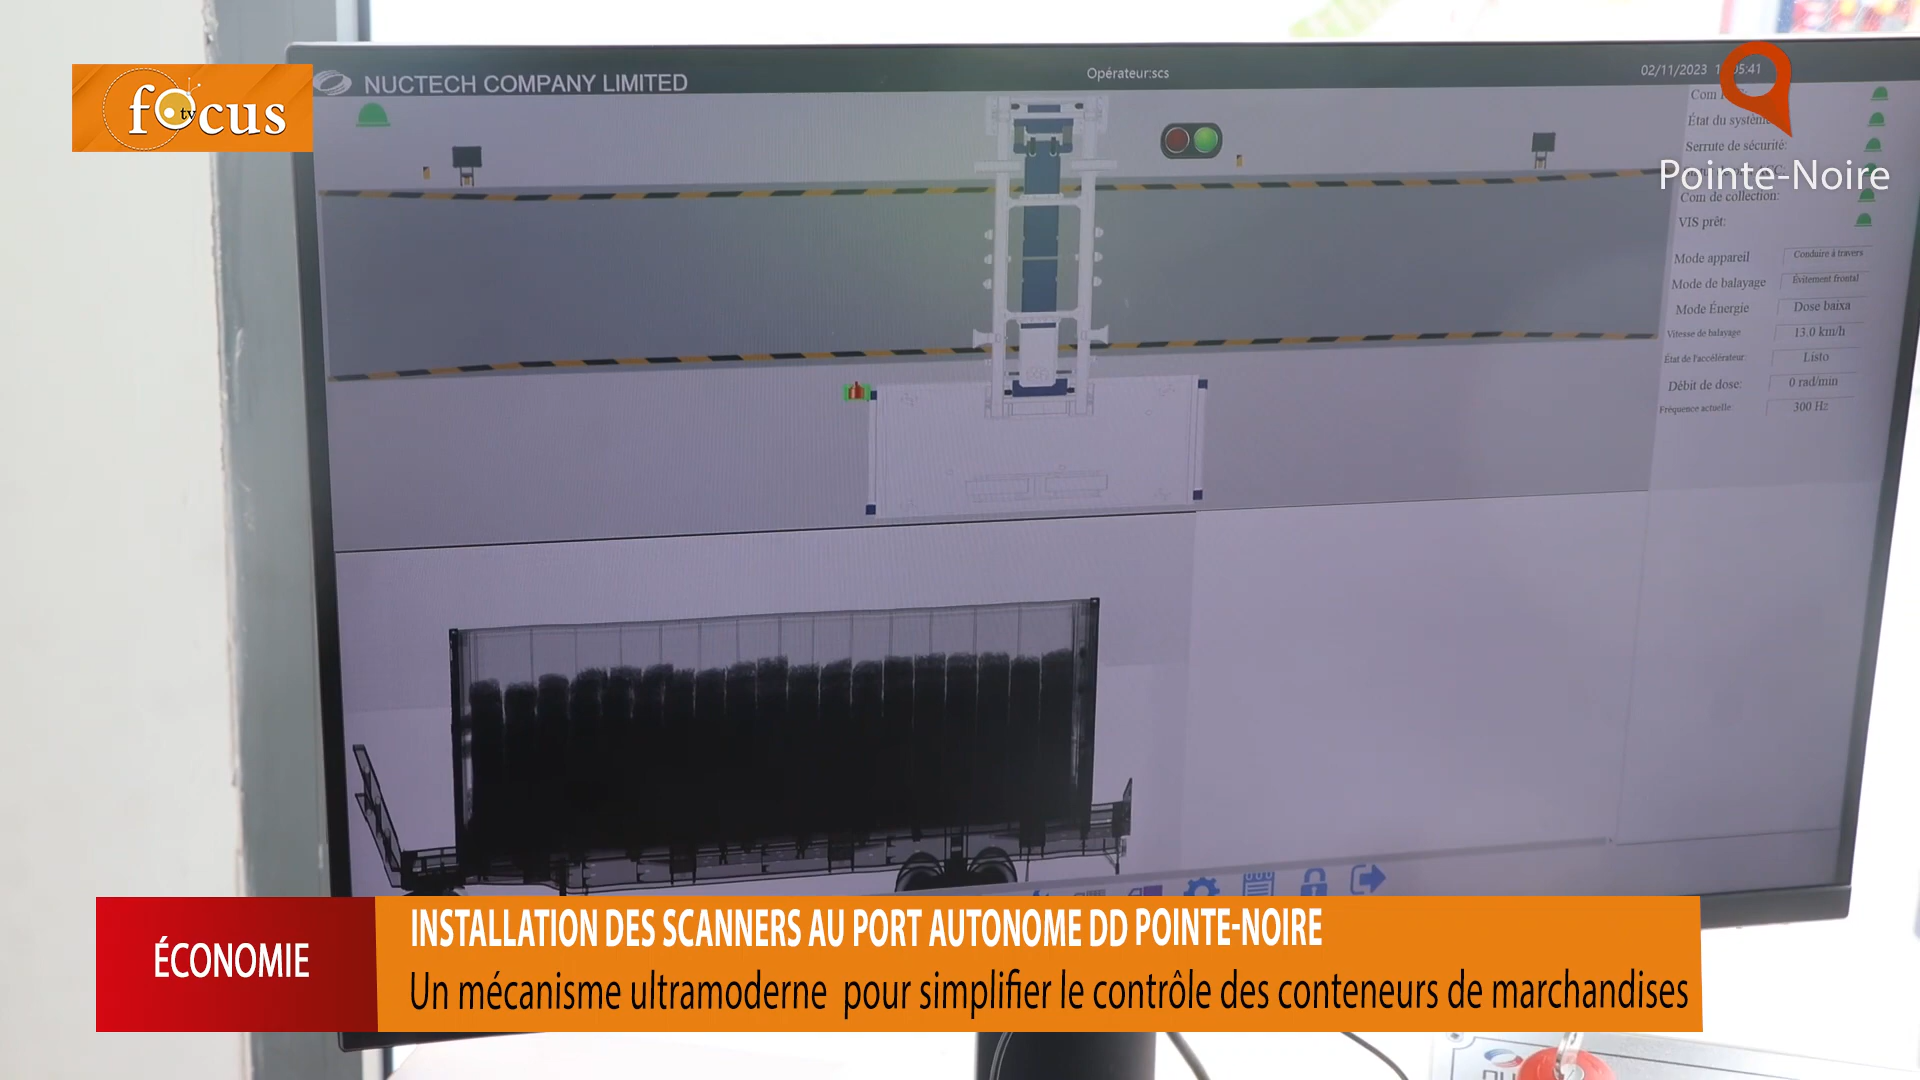 focus
tv
NUCTECH COMPANY LIMITED
Opérateur:scs
02/11/2023
État du système
Serrute de sécurité:
Pointe-Noire
Com de collection:
VIS prêt:
Mode appareil Conduire à travers
Mode de balayage Évitement frontal
Mode Énergie Dose baixa
Vitesse de balayage 13.0 km/h
État de l'accélérateur: Listo
Débit de dose: 0 rad/min
Fréquence actuelle: 300 Hz
ÉCONOMIE
INSTALLATION DES SCANNERS AU PORT AUTONOME DD POINTE-NOIRE
Un mécanisme ultramoderne pour simplifier le contrôle des conteneurs de marchandises